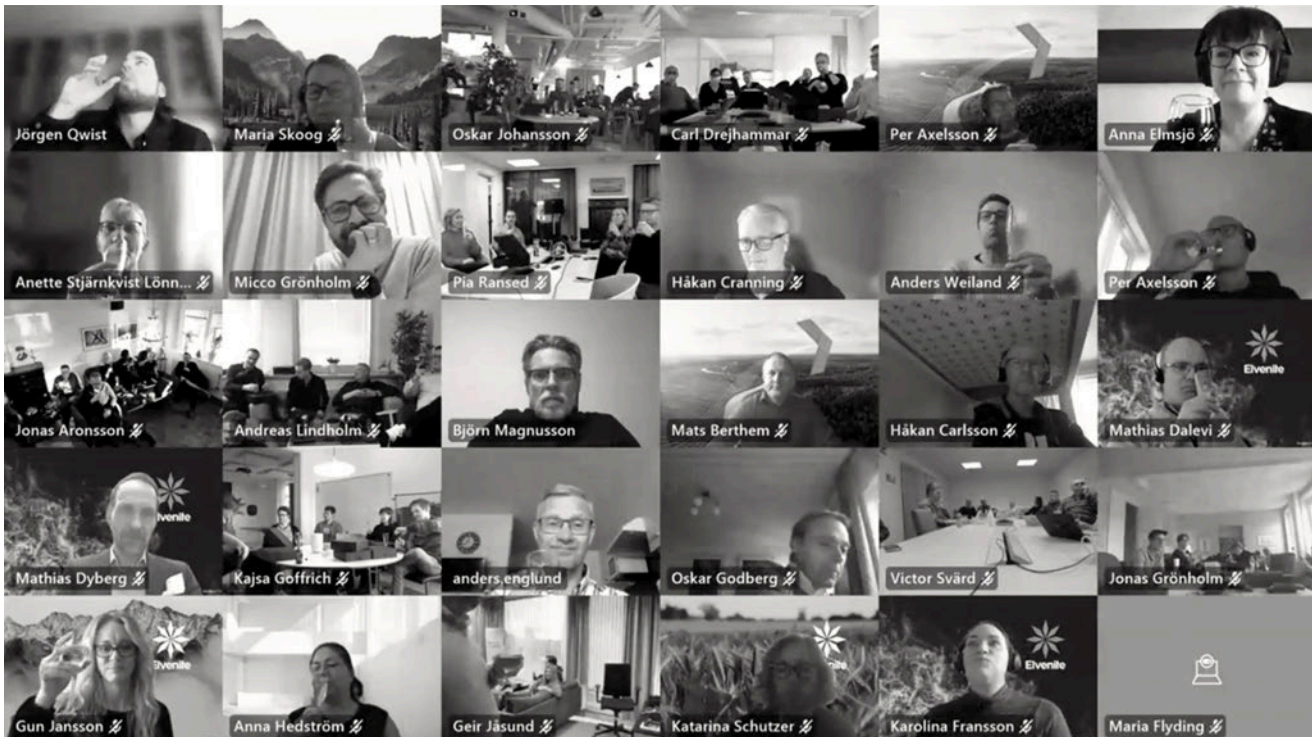 Jörgen Qwist
Maria Skoog
Oskar Johansson
Carl Drejhammar
Per Axelsson
Anna Elmsjö
Anette Stjärnkvist Lönn...
Micco Grönholm
Pia Ransed
Håkan Cranning
Anders Weiland
Per Axelsson
Jonas Aronsson
Andreas Lindholm
Björn Magnusson
Mats Berthem
Håkan Carlsson
Elvenite
Mathias Dalevi
Elvenite
Mathias Dyberg
Kajsa Goffrich
anders.englund
Oskar Godberg
Victor Svärd
Jonas Grönholm
Elvenite
Gun Jansson
Anna Hedström
Geir Jåsund
Elvenite
Katarina Schutzer
Elvenite
Karolina Fransson
Maria Flyding